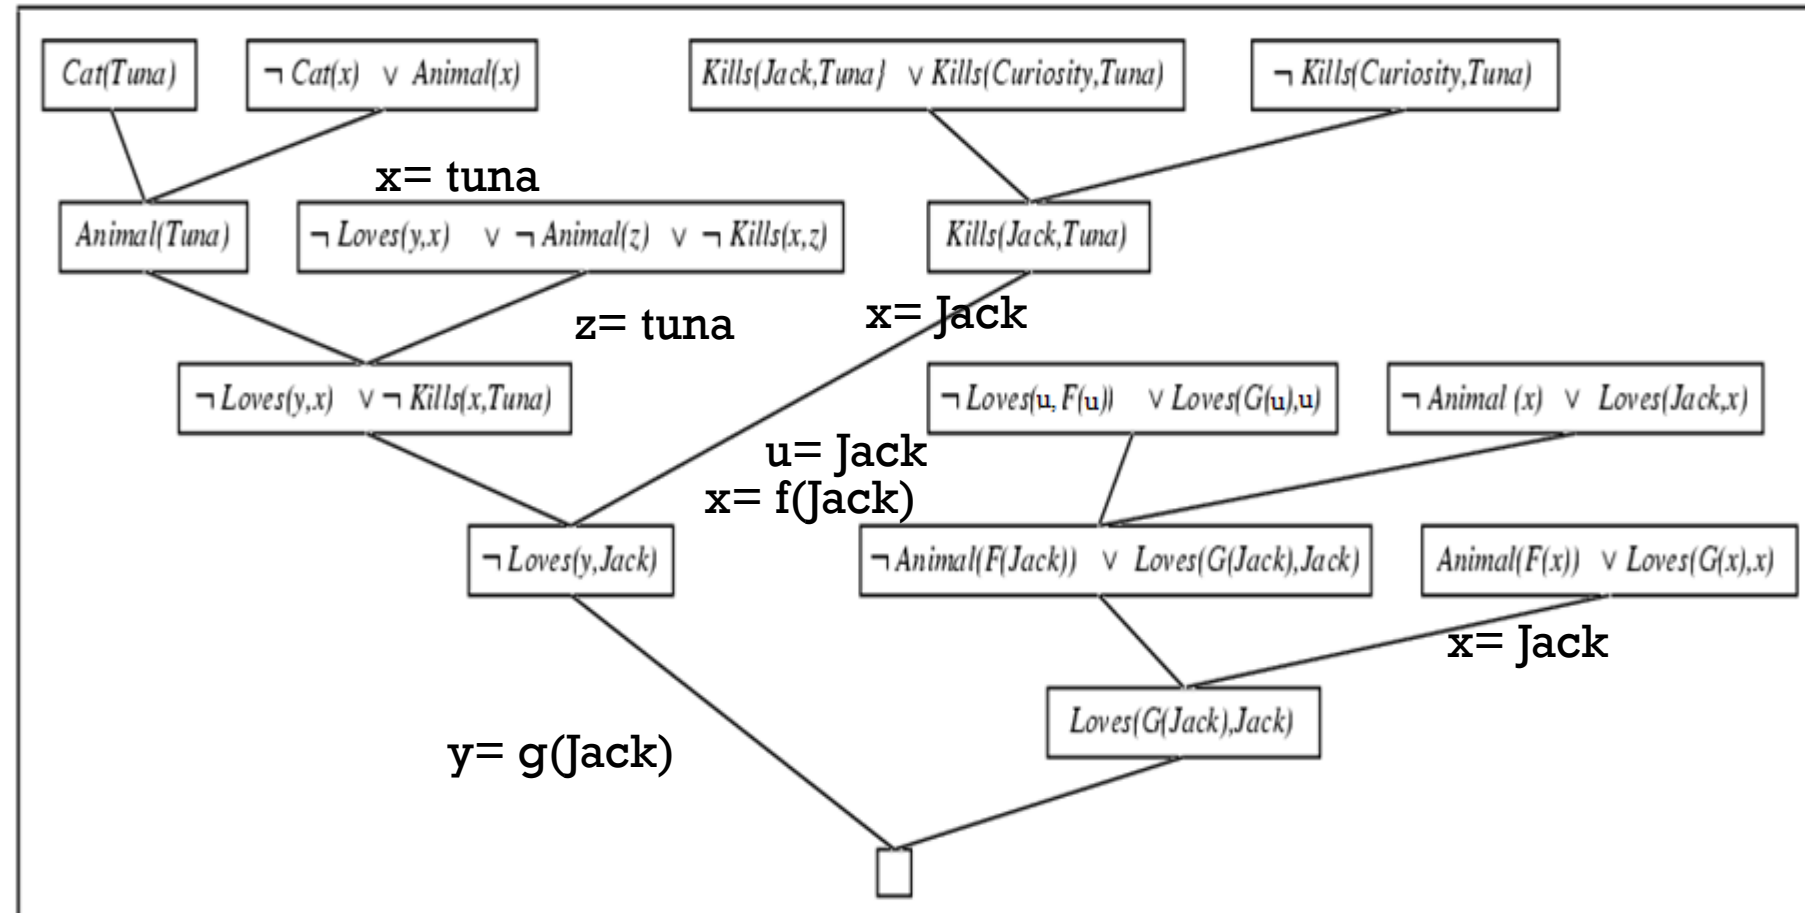 Cat(Tuna) ¬ Cat(x) ∨ Animal(x) Kills(Jack,Tuna} ∨ Kills(Curiosity,Tuna) ¬ Kills(Curiosity,Tuna)
x= tuna
Animal(Tuna) ¬ Loves(y,x) ∨ ¬ Animal(z) ∨ ¬ Kills(x,z) Kills(Jack,Tuna)
z= tuna x= Jack
¬ Loves(y,x) ∨ ¬ Kills(x,Tuna) ¬ Loves(u, F(u)) ∨ Loves(G(u),u) ¬ Animal (x) ∨ Loves(Jack,x)
u= Jack
x= f(Jack)
¬ Loves(y,Jack) ¬ Animal(F(Jack)) ∨ Loves(G(Jack),Jack) Animal(F(x)) ∨ Loves(G(x),x)
x= Jack
Loves(G(Jack),Jack)
y= g(Jack)